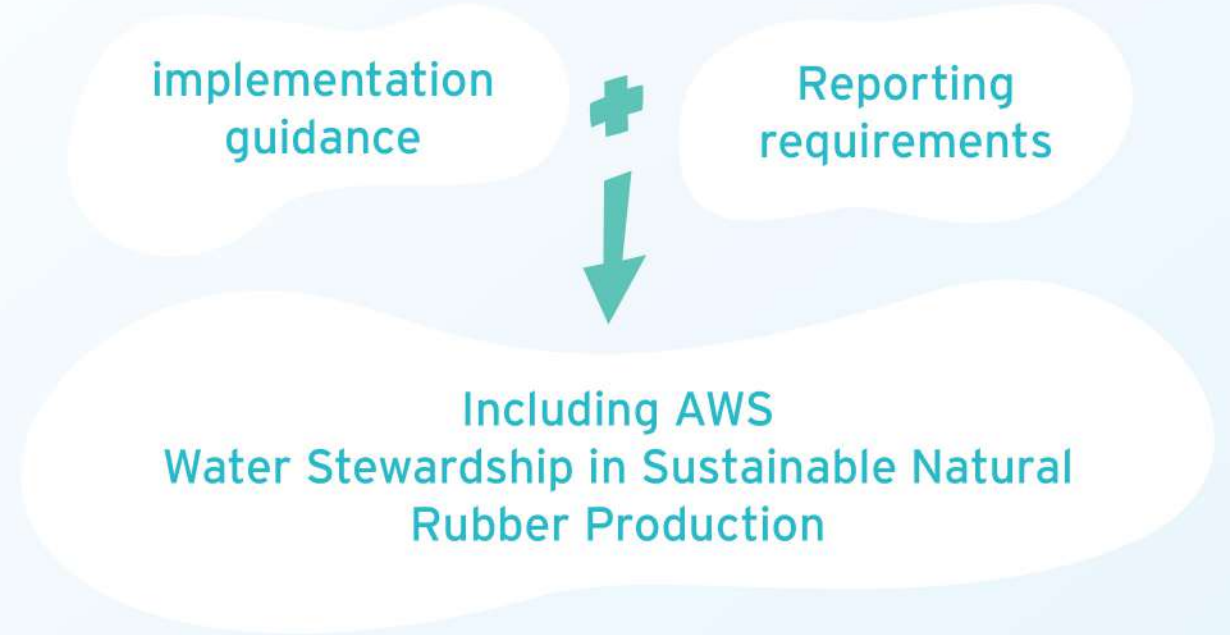 implementation
guidance
Reporting
requirements
Including AWS
Water Stewardship in Sustainable Natural
Rubber Production